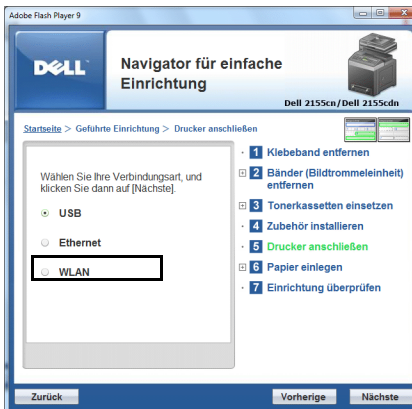 Adobe Flash Player 9
DELL
Navigator für einfache
Einrichtung
Dell 2155cn/Dell 2155cdn
Startseite > Geführte Einrichtung > Drucker anschließen
Wählen Sie Ihre Verbindungsart, und
klicken Sie dann auf [Nächste].
USB
Ethernet
WLAN
1 Klebeband entfernen
2 Bänder (Bildtrommeleinheit)
entfernen
3 Tonerkassetten einsetzen
4 Zubehör installieren
5 Drucker anschließen
6 Papier einlegen
7 Einrichtung überprüfen
Zurück
Vorherige
Nächste